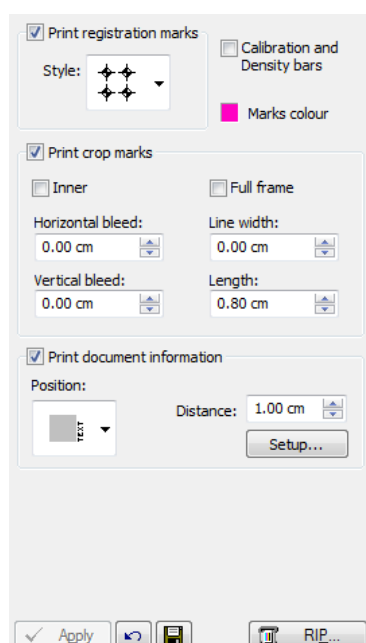 Print registration marks
Style:
Calibration and
Density bars
Marks colour
Print crop marks
Inner
Full frame
Horizontal bleed:
Line width:
0.00 cm
0.00 cm
Vertical bleed:
Length:
0.00 cm
0.80 cm
Print document information
Position:
TEXT
Distance:
1.00 cm
Setup...
Apply
RIP...